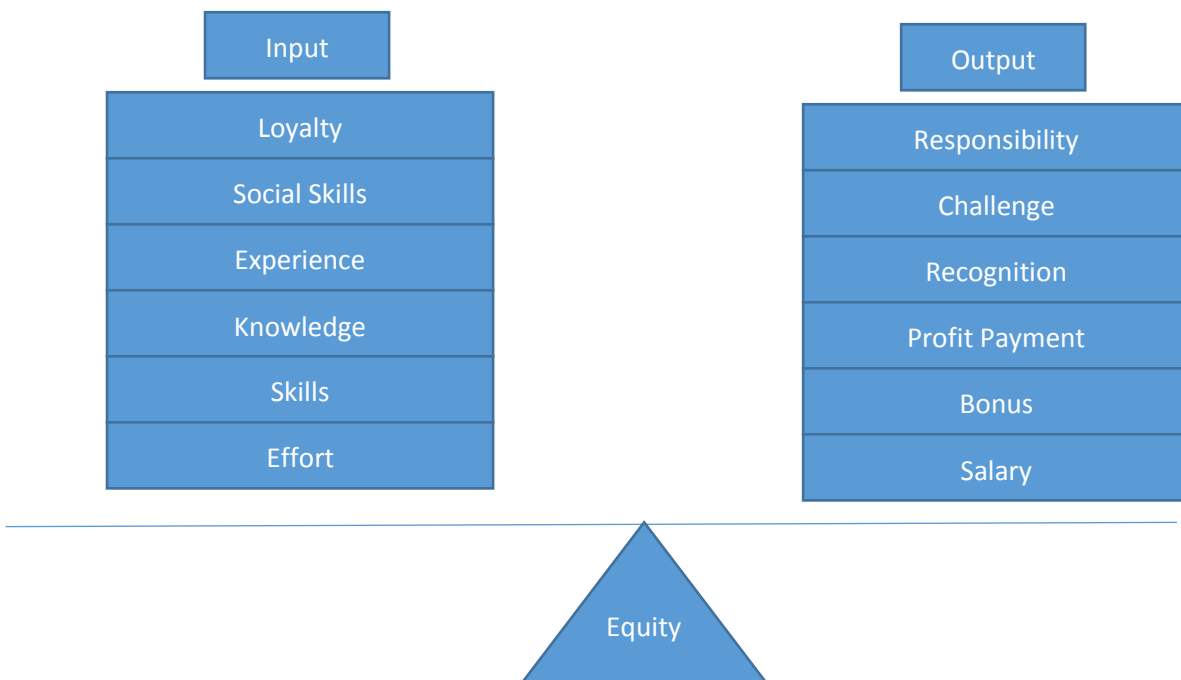 Input
Loyalty
Social Skills
Experience
Knowledge
Skills
Effort
Output
Responsibility
Challenge
Recognition
Profit Payment
Bonus
Salary
Equity